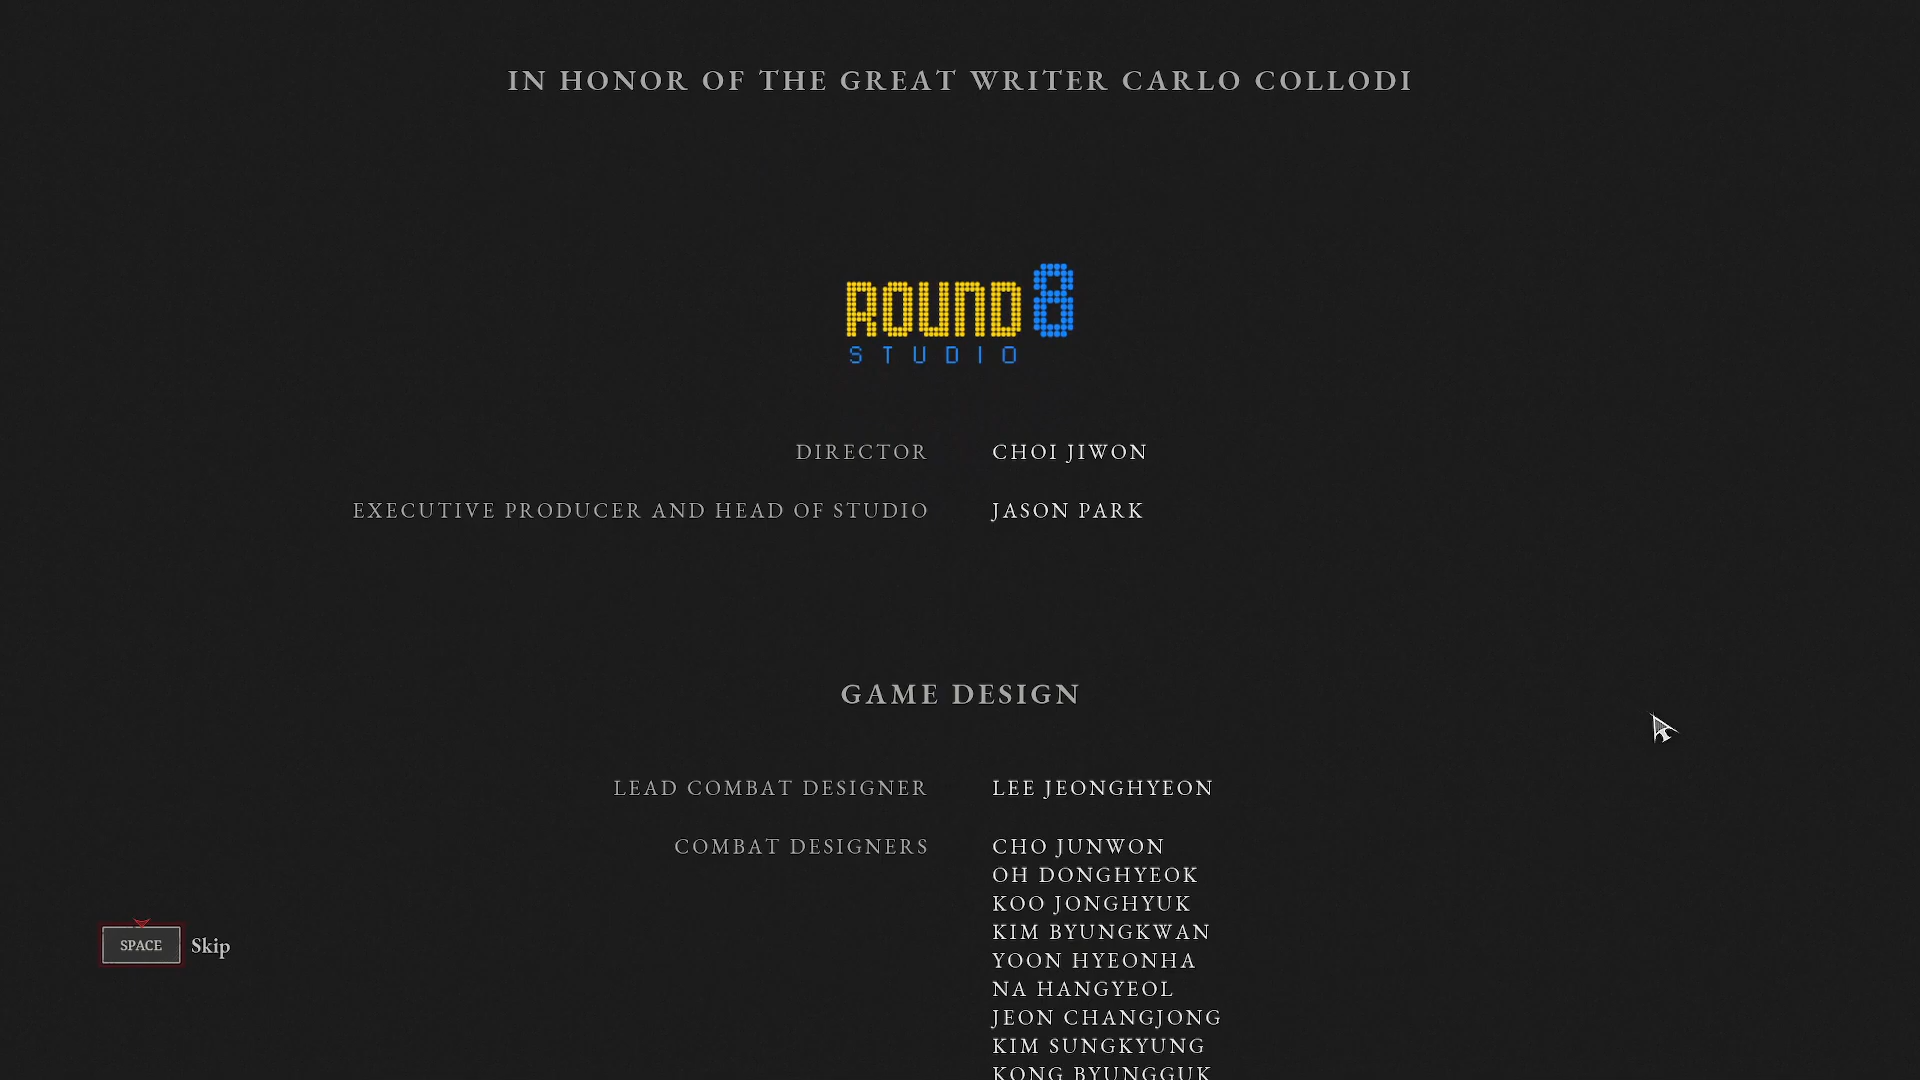 IN HONOR OF THE GREAT WRITER CARLO COLLODI
ROUND8
STUDIO
DIRECTOR CHOI JIWON
EXECUTIVE PRODUCER AND HEAD OF STUDIO JASON PARK
GAME DESIGN
LEAD COMBAT DESIGNER LEE JEONGHYEON
COMBAT DESIGNERS CHO JUNWON
OH DONGHYEOK
KOO JONGHYUK
KIM BYUNGKWAN
YOON HYEONHA
SPACE Skip
NA HANGYEOL
JEON CHANGJONG
KIM SUNGKYUNG
KONG BYUNGGUK